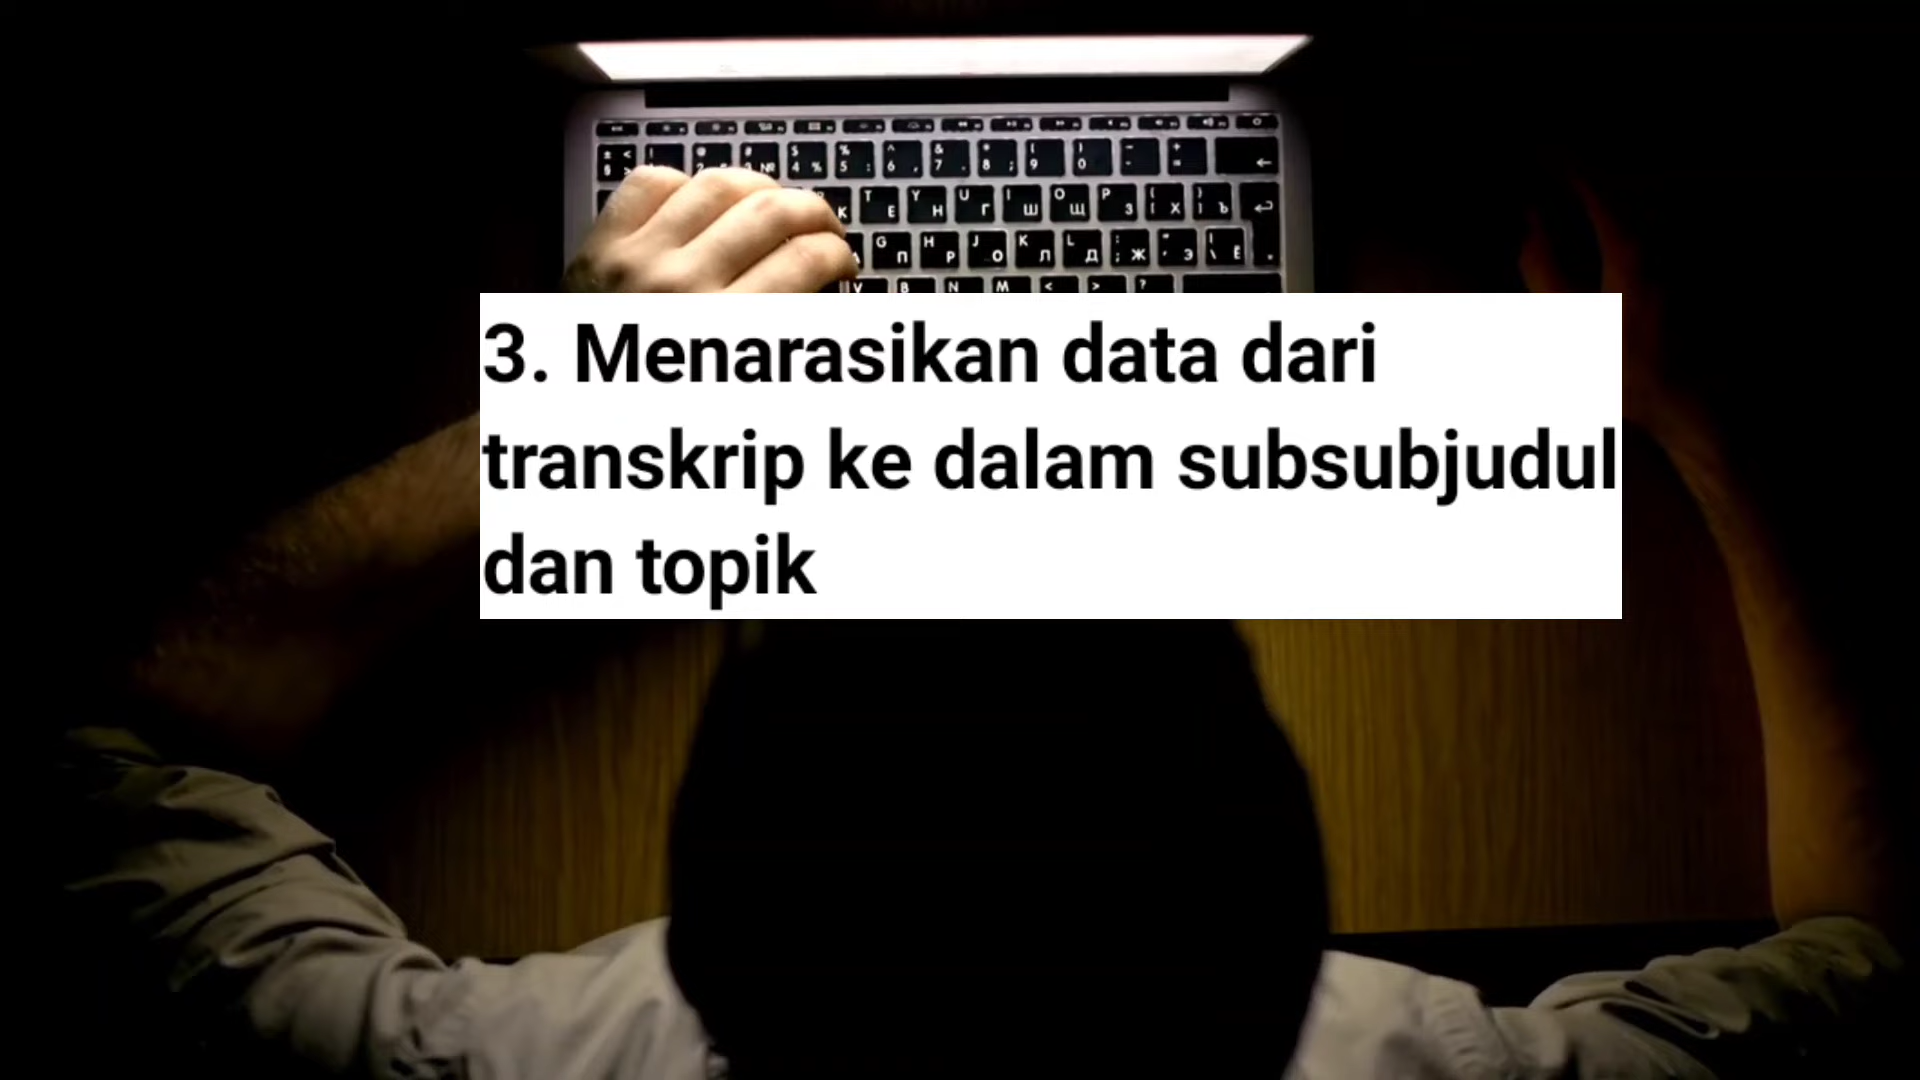 3. Menarasikan data dari
transkrip ke dalam subsubjudul
dan topik